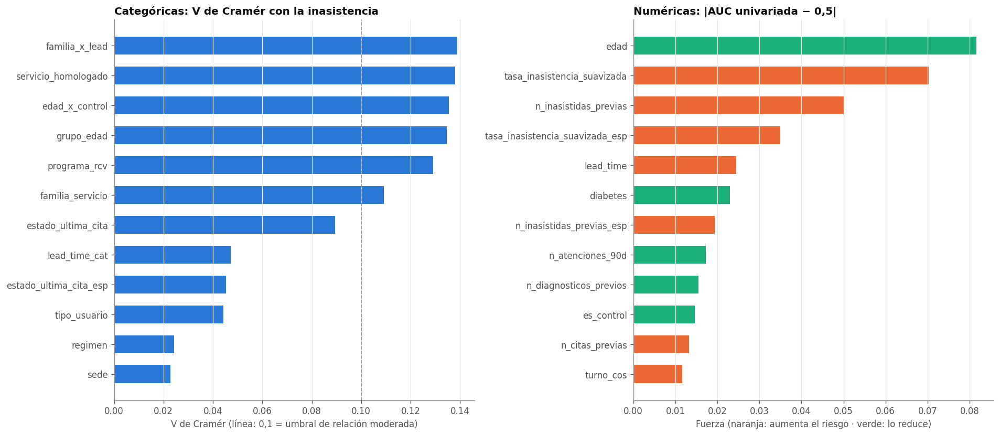 Categóricas: V de Cramér con la inasistencia
familia_x_lead
servicio_homologado
edad_x_control
grupo_edad
programa_rcv
familia_servicio
estado_ultima_cita
lead_time_cat
estado_ultima_cita_esp
tipo_usuario
regimen
sede
0.00 0.02 0.04 0.06 0.08 0.10 0.12 0.14
V de Cramér (línea: 0,1 = umbral de relación moderada)
Numéricas: |AUC univariada − 0,5|
edad
tasa_inasistencia_suavizada
n_inasistidas_previas
tasa_inasistencia_suavizada_esp
lead_time
diabetes
n_inasistidas_previas_esp
n_atenciones_90d
n_diagnosticos_previos
es_control
n_citas_previas
turno_cos
0.00 0.01 0.02 0.03 0.04 0.05 0.06 0.07 0.08
Fuerza (naranja: aumenta el riesgo · verde: lo reduce)